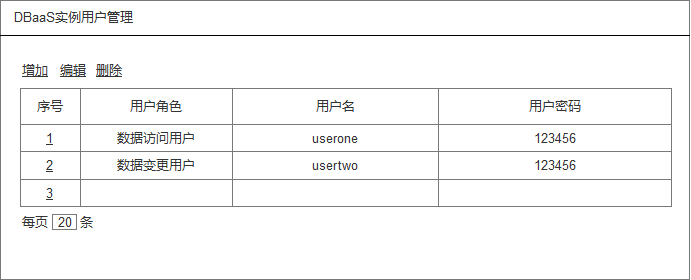 DBaaS实例用户管理
增加 编辑 删除
序号 用户角色 用户名 用户密码
1 数据访问用户 userone 123456
2 数据变更用户 usertwo 123456
3
每页 20 条